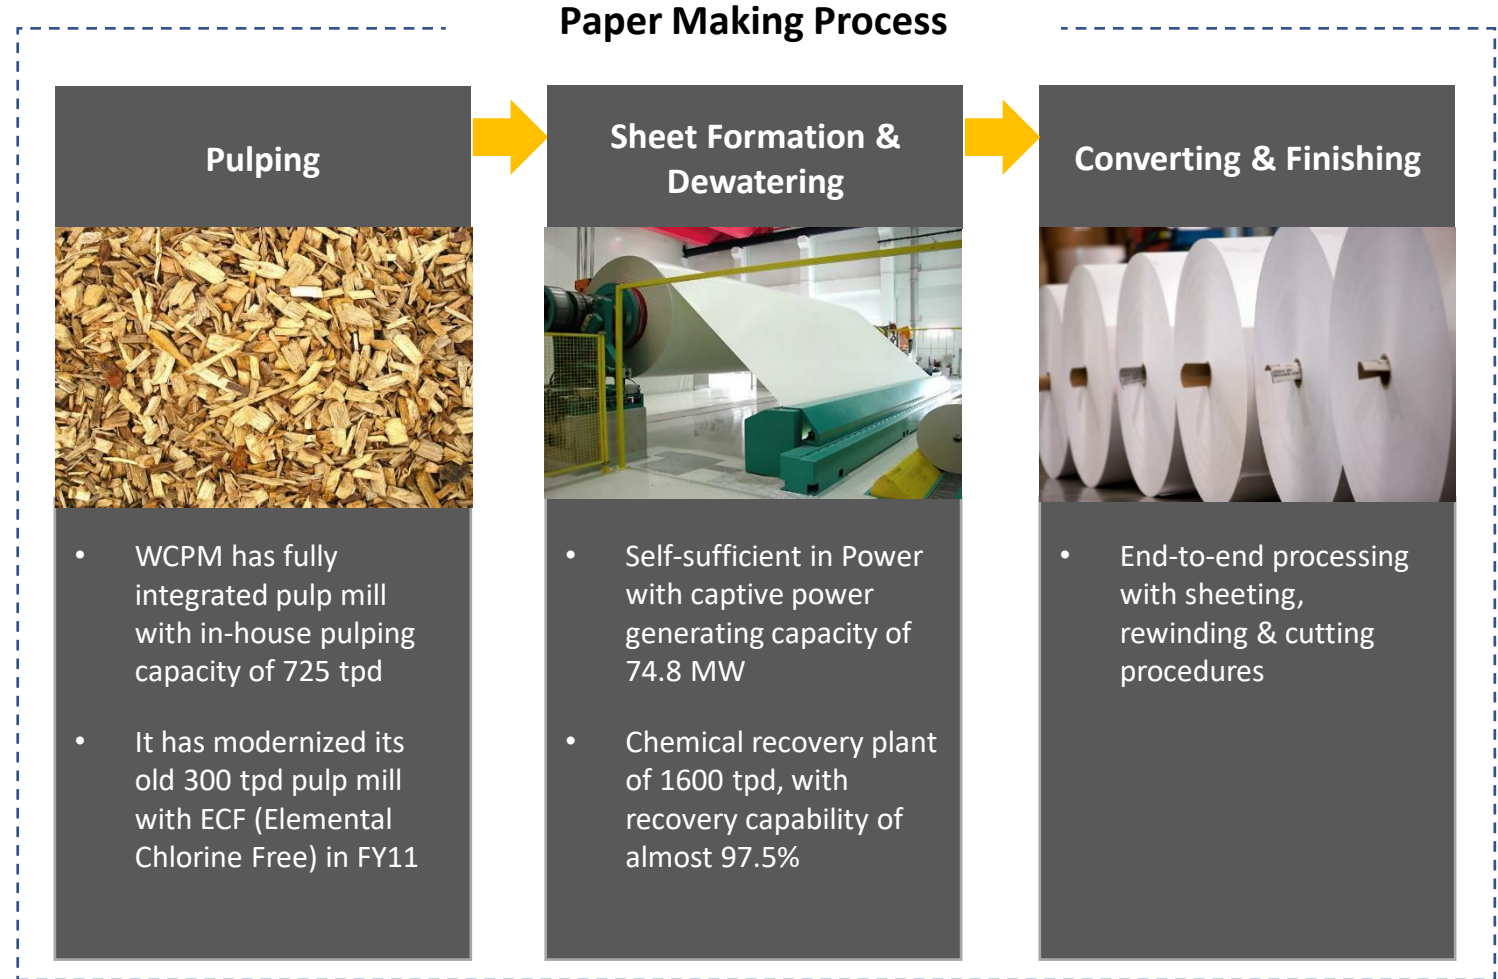 Paper Making Process
Pulping
• WCPM has fully
integrated pulp mill
with in-house pulping
capacity of 725 tpd
• It has modernized its
old 300 tpd pulp mill
with ECF (Elemental
Chlorine Free) in FY11
Sheet Formation &
Dewatering
• Self-sufficient in Power
with captive power
generating capacity of
74.8 MW
• Chemical recovery plant
of 1600 tpd, with
recovery capability of
almost 97.5%
Converting & Finishing
• End-to-end processing
with sheeting,
rewinding & cutting
procedures